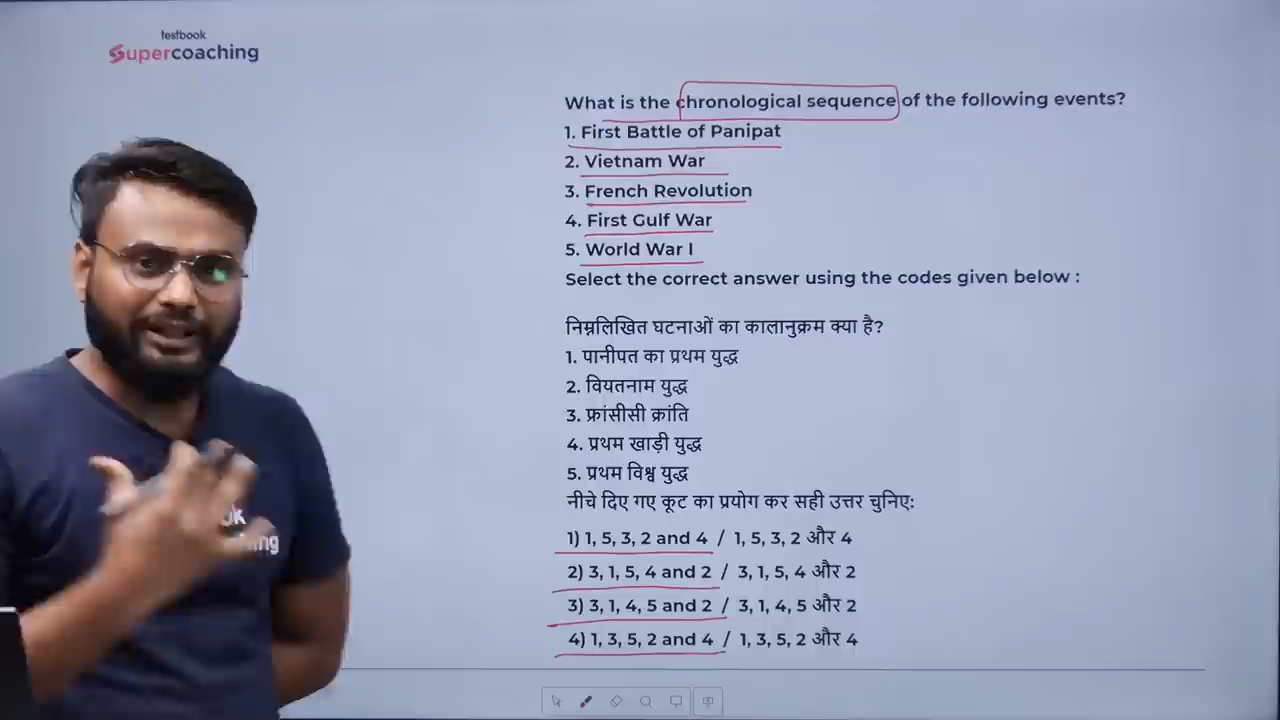 testbook
Supercoaching
What is the chronological sequence of the following events?
1. First Battle of Panipat
2. Vietnam War
3. French Revolution
4. First Gulf War
5. World War I
Select the correct answer using the codes given below :
निम्नलिखित घटनाओं का कालानुक्रम क्या है?
1. पानीपत का प्रथम युद्ध
2. वियतनाम युद्ध
3. फ्रांसीसी क्रांति
4. प्रथम खाड़ी युद्ध
5. प्रथम विश्व युद्ध
नीचे दिए गए कूट का प्रयोग कर सही उत्तर चुनिए:
1) 1, 5, 3, 2 and 4 / 1, 5, 3, 2 और 4
2) 3, 1, 5, 4 and 2 / 3, 1, 5, 4 और 2
3) 3, 1, 4, 5 and 2 / 3, 1, 4, 5 और 2
4) 1, 3, 5, 2 and 4 / 1, 3, 5, 2 और 4